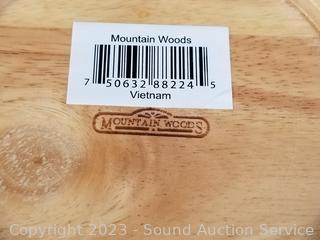 Mountain Woods
7 50632 88224 5
Vietnam
MOUNTAIN WOODS
Copyright 2023 - Sound Auction Service